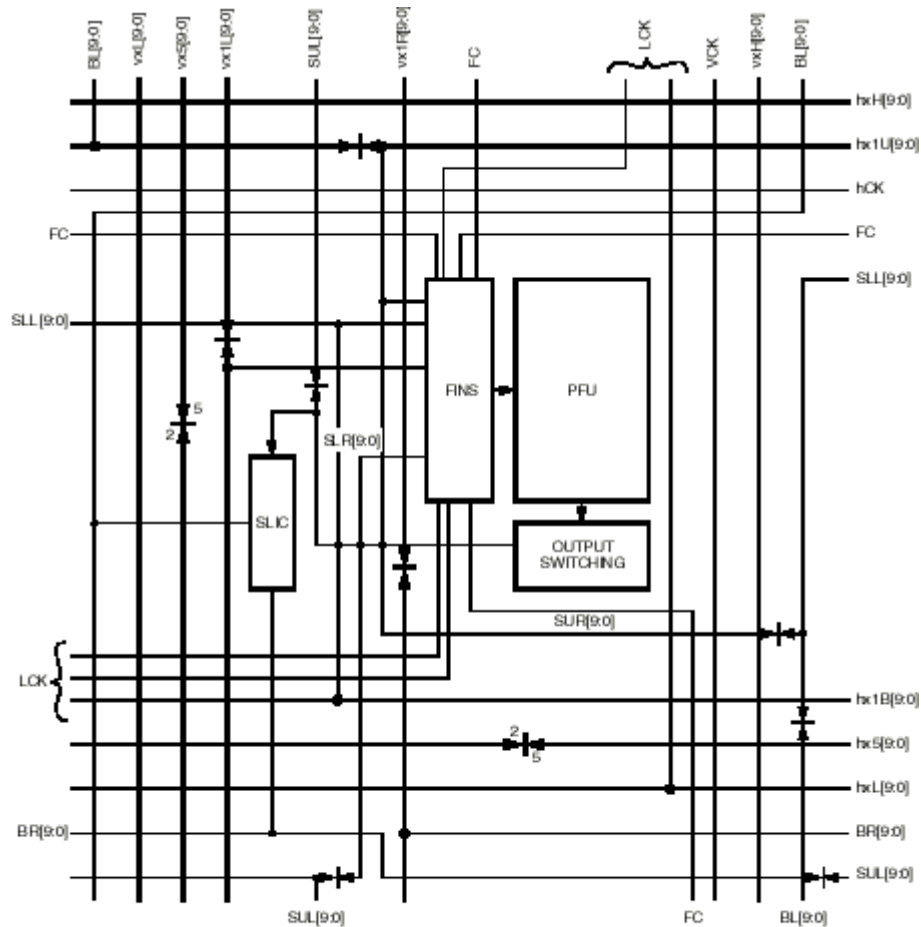 BL[9:0]
vxL[9:0]
vx5[9:0]
vx1L[9:0]
SUL[9:0]
vx1R[9:0]
FC
LCK
VCK
vxH[9:0]
BL[9:0]
hxH[9:0]
hx1U[9:0]
hCK
FC
FC
SLL[9:0]
SLL[9:0]
FINS
PFU
5
2
SLR[9:0]
SLIC
OUTPUT
SWITCHING
SUR[9:0]
LCK
hx1B[9:0]
2
5
hx5[9:0]
hxL[9:0]
BR[9:0]
BR[9:0]
SUL[9:0]
SUL[9:0]
FC
BL[9:0]